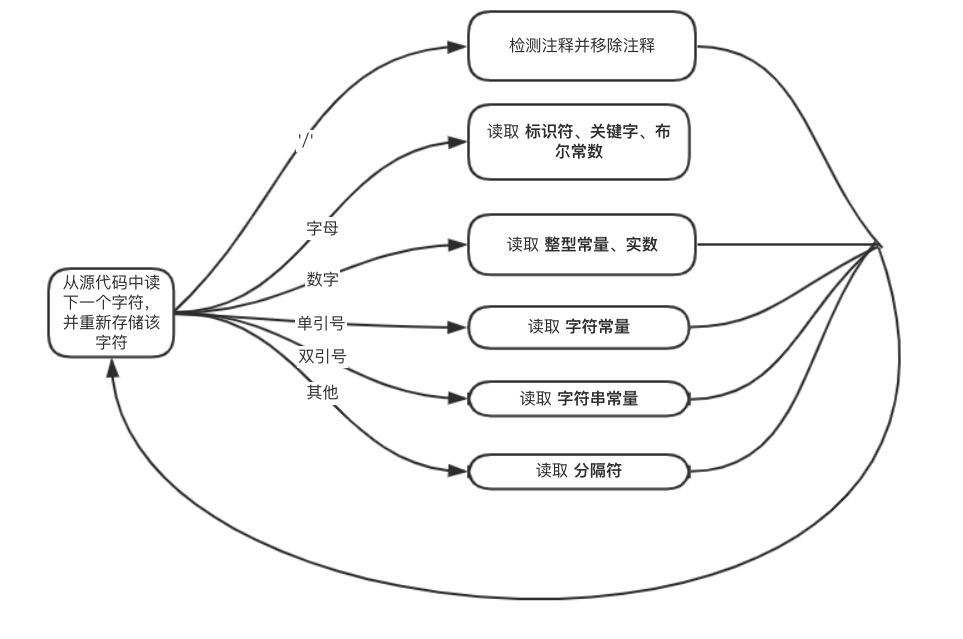 检测注释并移除注释
'/'
读取 标识符、关键字、布
尔常数
字母
读取 整型常量、实数
数字
从源代码中读
下一个字符，
并重新存储该
字符
单引号
读取 字符常量
双引号
读取 字符串常量
其他
读取 分隔符